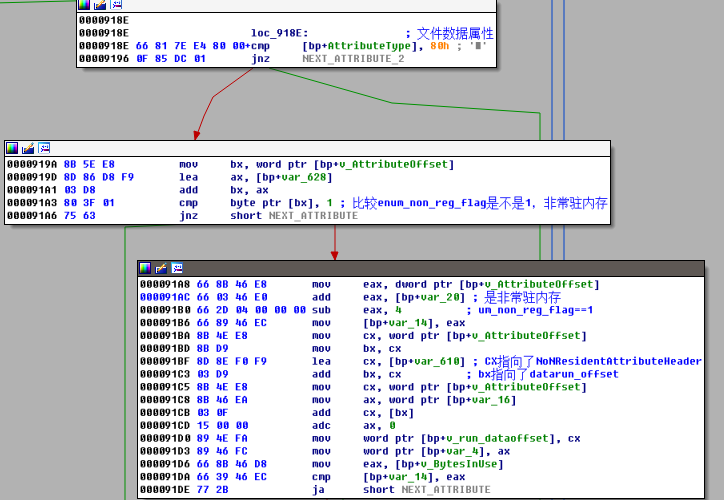 0000918E
0000918E loc_918E: ; 文件数据属性
0000918E 66 81 7E E4 80 00+cmp [bp+AttributeType], 80h ; '■'
00009196 0F 85 DC 01 jnz NEXT_ATTRIBUTE_2
0000919A 8B 5E E8 mov bx, word ptr [bp+v_AttributeOffset]
0000919D 8D 86 D8 F9 lea ax, [bp+var_628]
000091A1 03 D8 add bx, ax
000091A3 80 3F 01 cmp byte ptr [bx], 1 ; 比较enum_non_reg_flag是不是1，非常驻内存
000091A6 75 63 jnz short NEXT_ATTRIBUTE
000091A8 66 8B 46 E8 mov eax, dword ptr [bp+v_AttributeOffset]
000091AC 66 03 46 E0 add eax, [bp+var_20] ; 是非常驻内存
000091B0 66 2D 04 00 00 00 sub eax, 4 ; um_non_reg_flag==1
000091B6 66 89 46 EC mov [bp+var_14], eax
000091BA 8B 4E E8 mov cx, word ptr [bp+v_AttributeOffset]
000091BD 8B D9 mov bx, cx
000091BF 8D 8E F0 F9 lea cx, [bp+var_610] ; CX指向了NoNResidentAttributeHeader
000091C3 03 D9 add bx, cx ; bx指向了datarun_offset
000091C5 8B 4E E8 mov cx, word ptr [bp+v_AttributeOffset]
000091C8 8B 46 EA mov ax, word ptr [bp+var_16]
000091CB 03 0F add cx, [bx]
000091CD 15 00 00 adc ax, 0
000091D0 89 4E FA mov word ptr [bp+v_run_dataoffset], cx
000091D3 89 46 FC mov word ptr [bp+var_4], ax
000091D6 66 8B 46 D8 mov eax, [bp+v_BytesInUse]
000091DA 66 39 46 EC cmp [bp+var_14], eax
000091DE 77 2B ja short NEXT_ATTRIBUTE